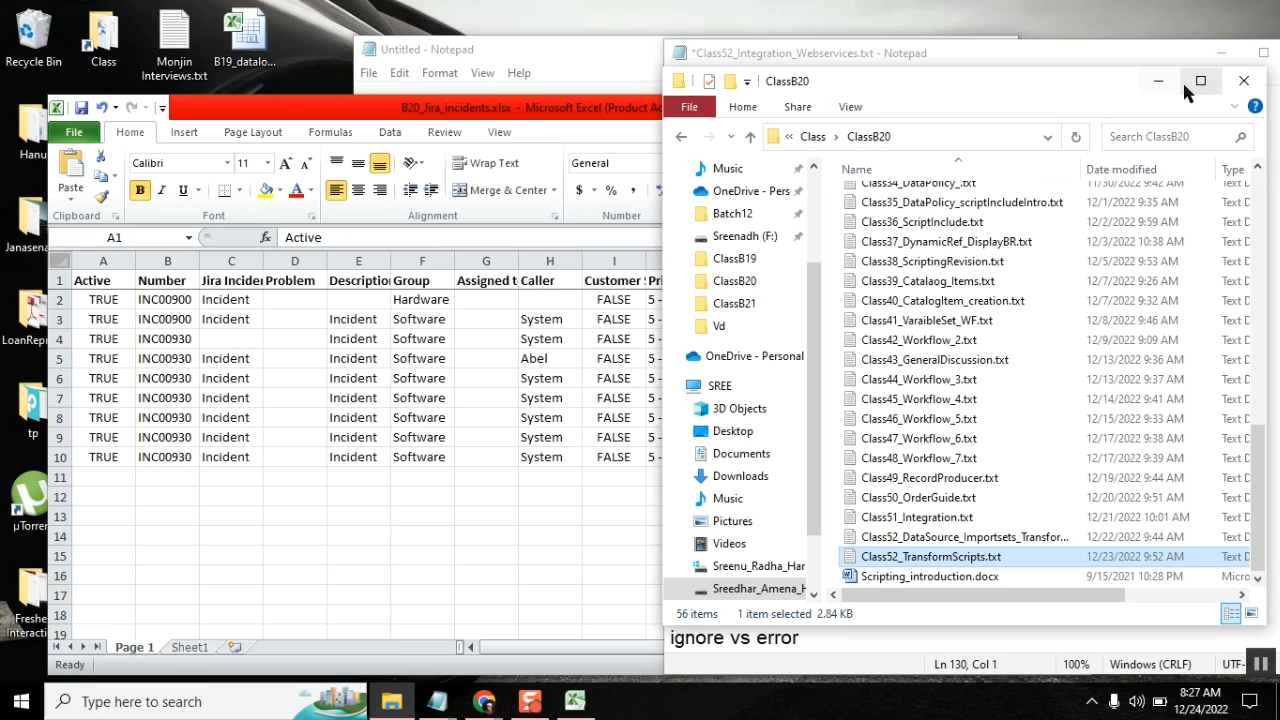 Recycle Bin
Class
Monjin
Interviews.txt
B19_datalo...
Hanu
Janasena
LoanRepr
tp
µTorren
Freshe
Interactio
Untitled - Notepad
File Edit Format View Help
*Class52_Integration_Webservices.txt - Notepad
B20_Jira_incidents.xlsx - Microsoft Excel (Product Ac
File Home Insert Page Layout Formulas Data Review View
Calibri 11 Wrap Text General
Paste B I U A Merge & Center $ % ,
Clipboard Font Alignment Number
A1 fx Active
A B C D E F G H I
1 Active Number Jira Incider Problem Description Group Assigned t Caller Customer S Pri
2 TRUE INC00900 Incident Hardware FALSE 5 -
3 TRUE INC00900 Incident Incident Software System FALSE 5 -
4 TRUE INC00930 Incident Software System FALSE 5 -
5 TRUE INC00930 Incident Incident Software Abel FALSE 5 -
6 TRUE INC00930 Incident Incident Software System FALSE 5 -
7 TRUE INC00930 Incident Incident Software System FALSE 5 -
8 TRUE INC00930 Incident Incident Software System FALSE 5 -
9 TRUE INC00930 Incident Incident Software System FALSE 5 -
10 TRUE INC00930 Incident Incident Software System FALSE 5 -
11
12
13
14
15
16
17
18
19
Page 1 Sheet1
Ready
ClassB20
File Home Share View
« Class › ClassB20
Search ClassB20
Music
OneDrive - Pers
Batch12
Sreenadh (F:)
ClassB19
ClassB20
ClassB21
Vd
OneDrive - Personal
SREE
3D Objects
Desktop
Documents
Downloads
Music
Pictures
Videos
Sreenu_Radha_Har
Sreedhar_Amena_H
Name Date modified Type
Class34_DataPolicy_.txt 11/30/2022 9:42 AM Text D
Class35_DataPolicy_scriptIncludeIntro.txt 12/1/2022 9:35 AM Text D
Class36_ScriptInclude.txt 12/2/2022 9:59 AM Text D
Class37_DynamicRef_DisplayBR.txt 12/3/2022 10:38 AM Text D
Class38_ScriptingRevision.txt 12/6/2022 9:32 AM Text D
Class39_Catalaog_Items.txt 12/7/2022 9:26 AM Text D
Class40_CatalogItem_creation.txt 12/7/2022 9:32 AM Text D
Class41_VaraibleSet_WF.txt 12/8/2022 9:46 AM Text D
Class42_Workflow_2.txt 12/9/2022 9:09 AM Text D
Class43_GeneralDiscussion.txt 12/13/2022 9:36 AM Text D
Class44_Workflow_3.txt 12/13/2022 9:37 AM Text D
Class45_Workflow_4.txt 12/14/2022 9:41 AM Text D
Class46_Workflow_5.txt 12/15/2022 9:33 AM Text D
Class47_Workflow_6.txt 12/17/2022 9:38 AM Text D
Class48_Workflow_7.txt 12/17/2022 9:39 AM Text D
Class49_RecordProducer.txt 12/19/2022 9:44 AM Text D
Class50_OrderGuide.txt 12/20/2022 9:51 AM Text D
Class51_Integration.txt 12/21/2022 10:01 AM Text D
Class52_DataSource_Importsets_Transfor... 12/22/2022 9:44 AM Text D
Class52_TransformScripts.txt 12/23/2022 9:52 AM Text D
Scripting_introduction.docx 9/15/2021 10:28 PM Micro
56 items 1 item selected 2.84 KB
ignore vs error
Ln 130, Col 1 100% Windows (CRLF) UTF-
Type here to search
8:27 AM
12/24/2022